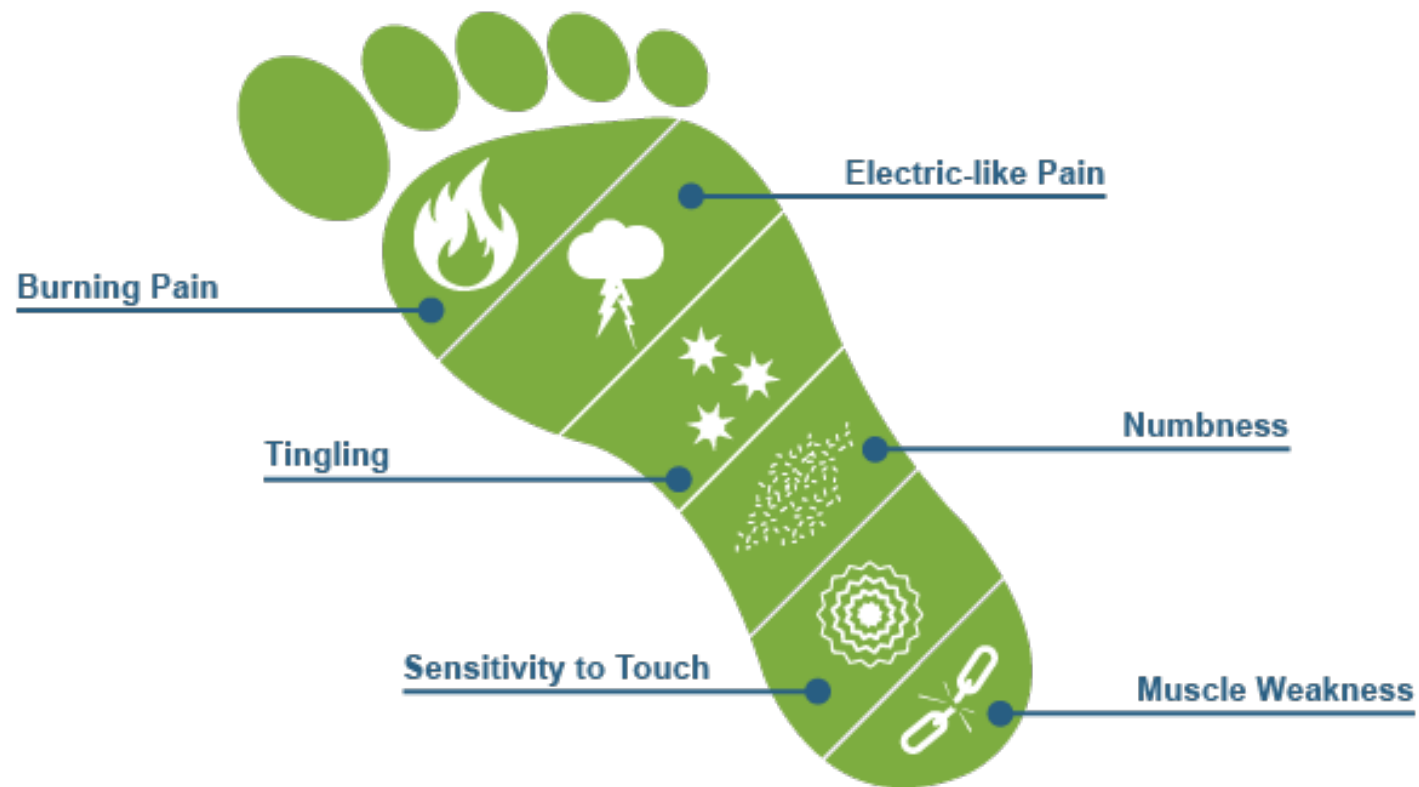 Electric-like Pain
Burning Pain
Numbness
Tingling
Sensitivity to Touch
Muscle Weakness